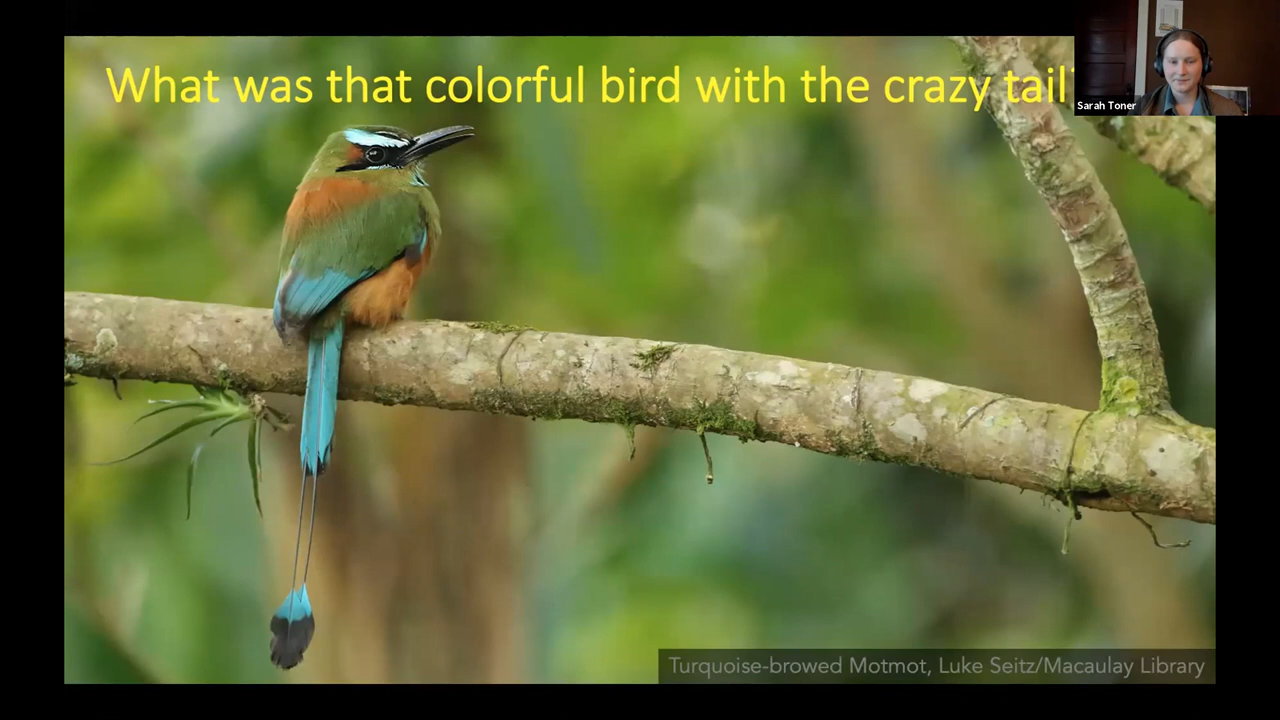 What was that colorful bird with the crazy tail
Sarah Toner
Turquoise-browed Motmot, Luke Seitz/Macaulay Library